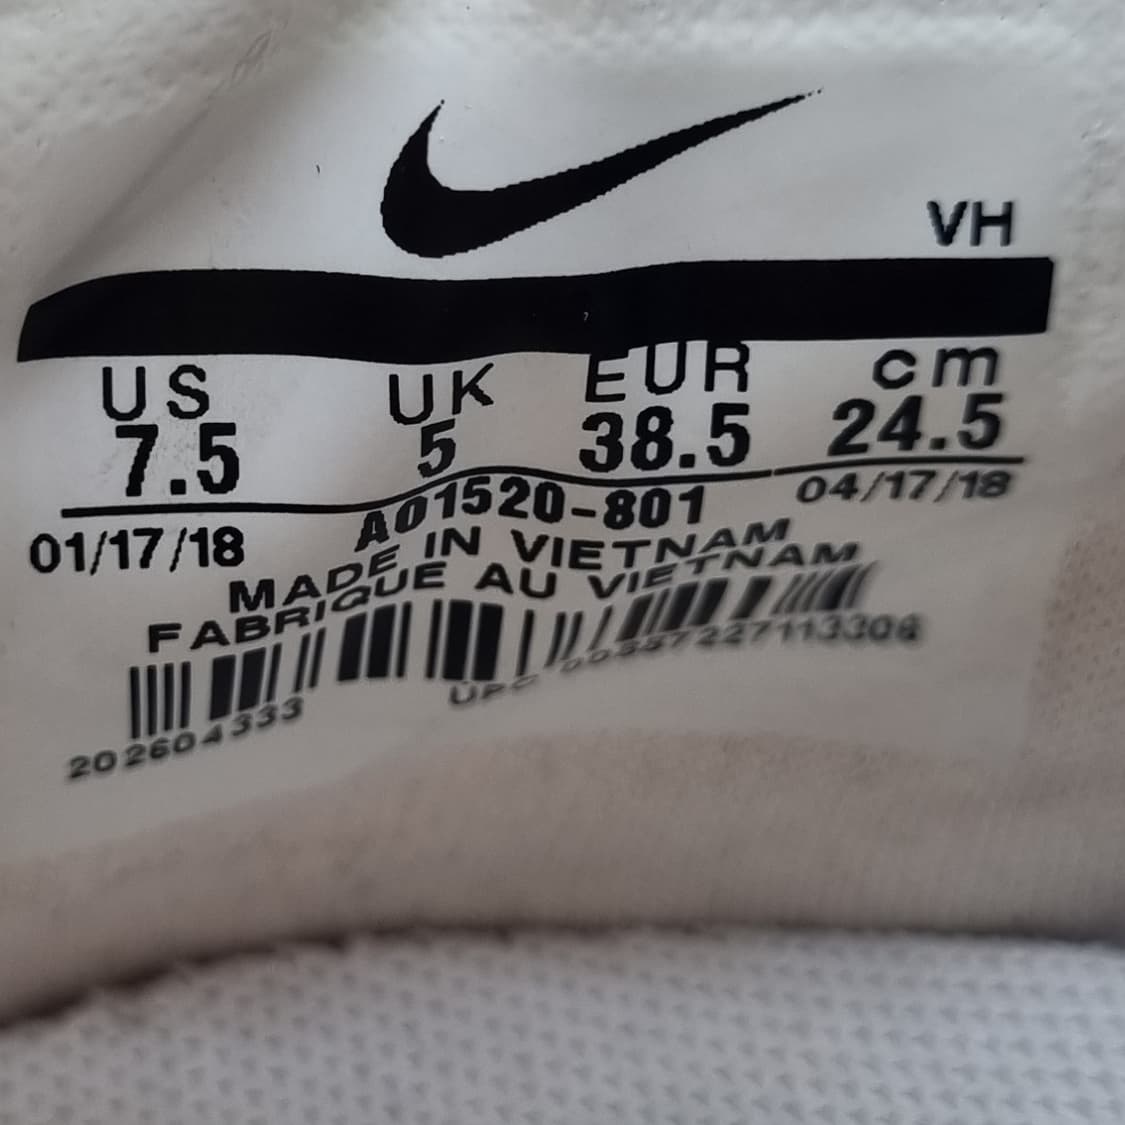 VH
US UK EUR cm
7.5 5 38.5 24.5
01/17/18 AO1520-801 04/17/18
MADE IN VIETNAM
FABRIQUE AU VIETNAM
UPC
202604333